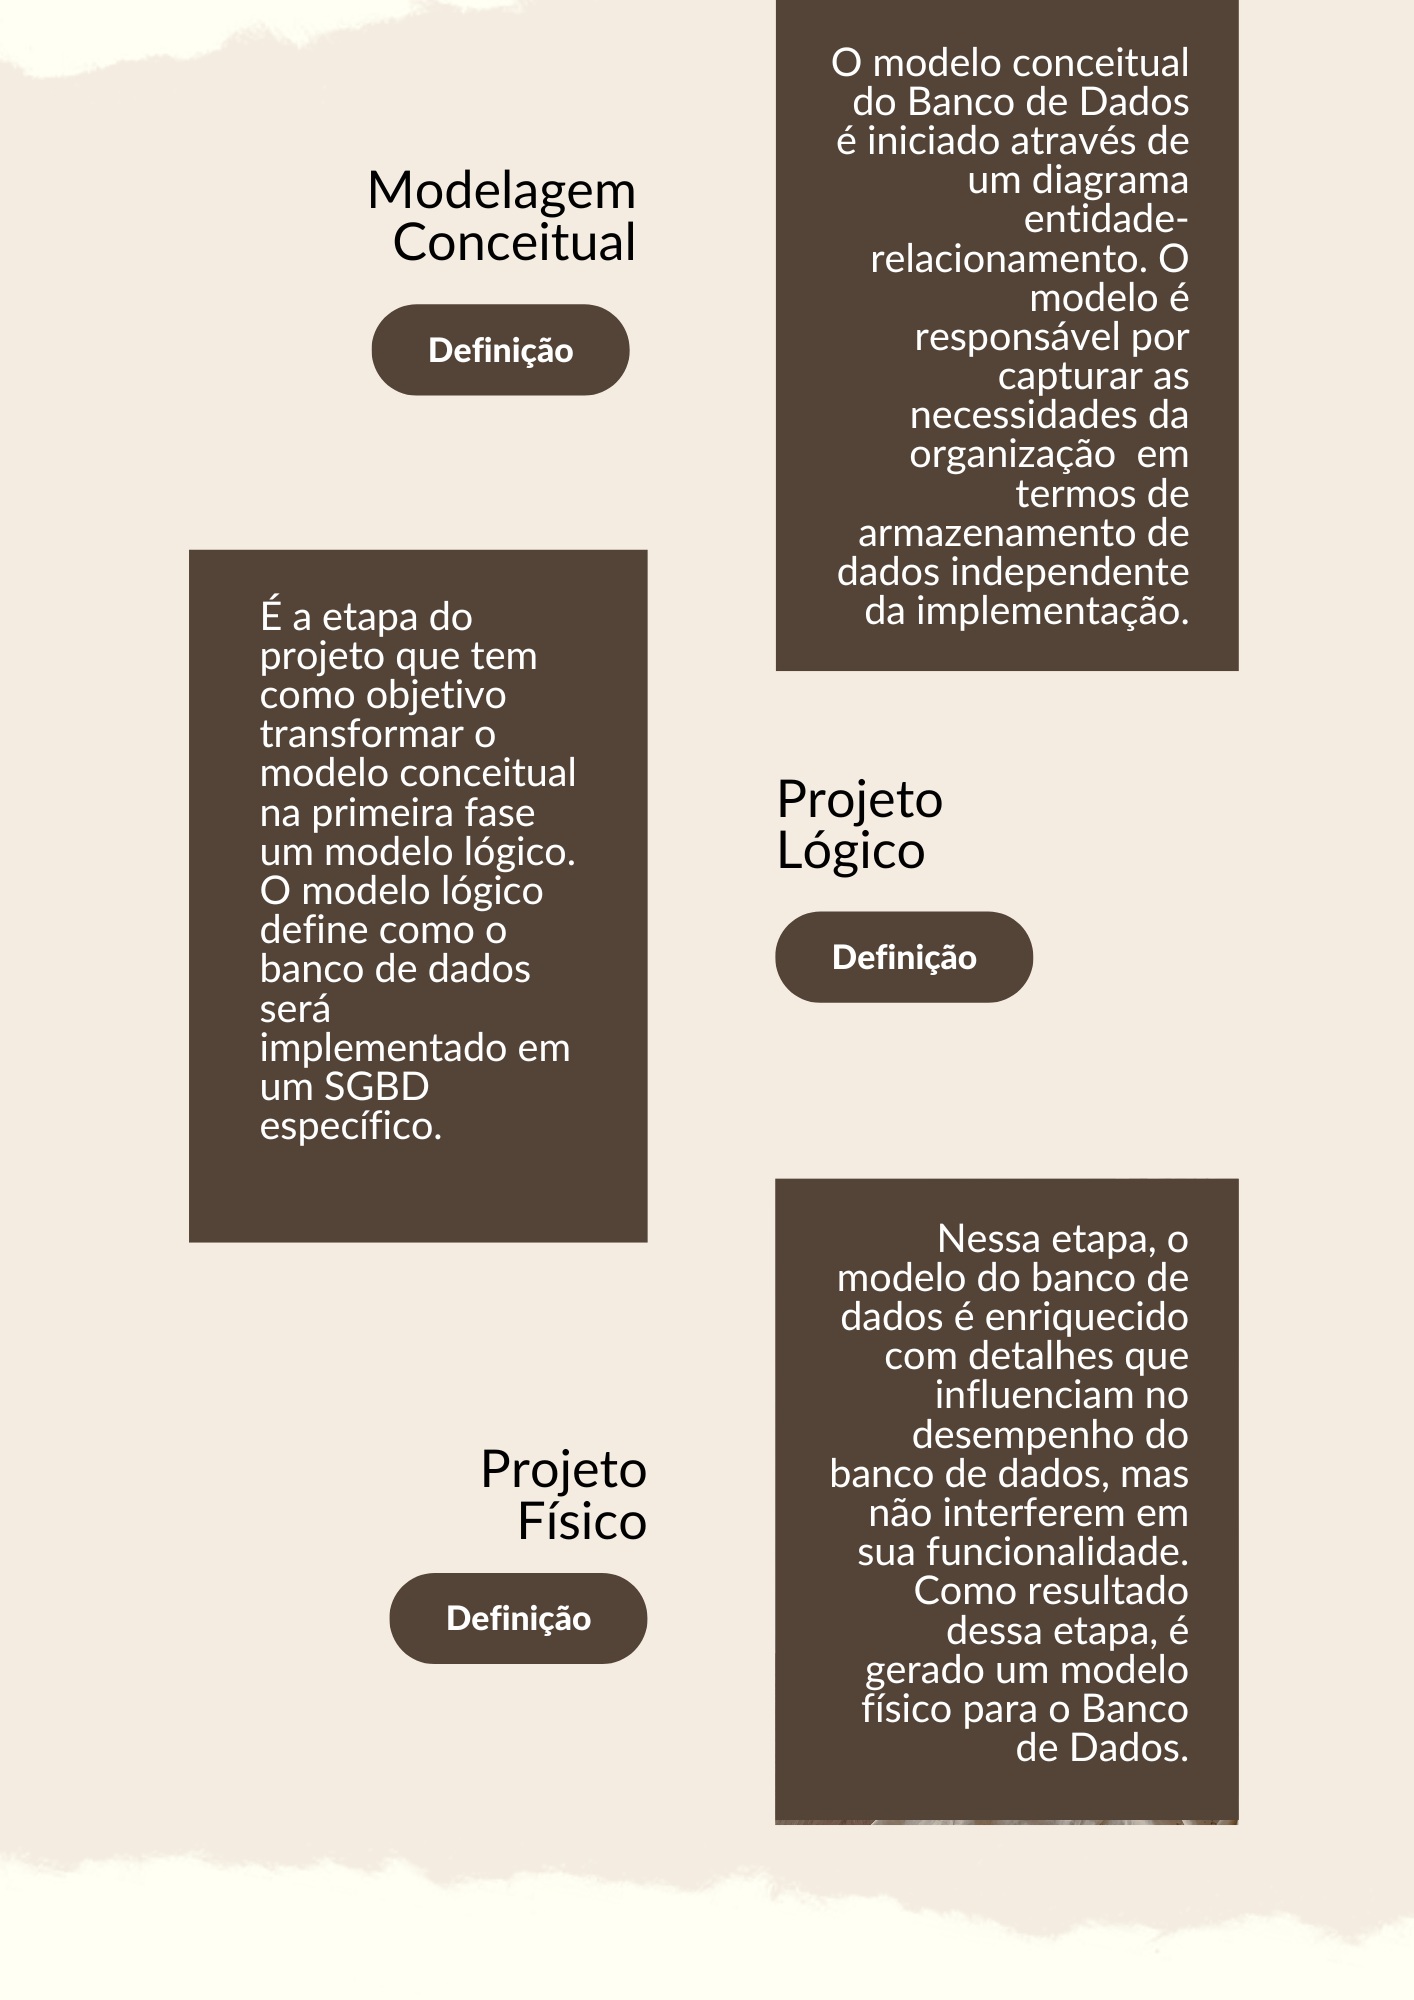 Modelagem
Conceitual
Definição
O modelo conceitual
do Banco de Dados
é iniciado através de
um diagrama
entidade-
relacionamento. O
modelo é
responsável por
capturar as
necessidades da
organização  em
termos de
armazenamento de
dados independente
da implementação.
Projeto
Lógico
Definição
É a etapa do
projeto que tem
como objetivo
transformar o
modelo conceitual
na primeira fase
um modelo lógico.
O modelo lógico
define como o
banco de dados
será
implementado em
um SGBD
específico.
Projeto
Físico
Definição
Nessa etapa, o
modelo do banco de
dados é enriquecido
com detalhes que
influenciam no
desempenho do
banco de dados, mas
não interferem em
sua funcionalidade.
Como resultado
dessa etapa, é
gerado um modelo
físico para o Banco
de Dados.